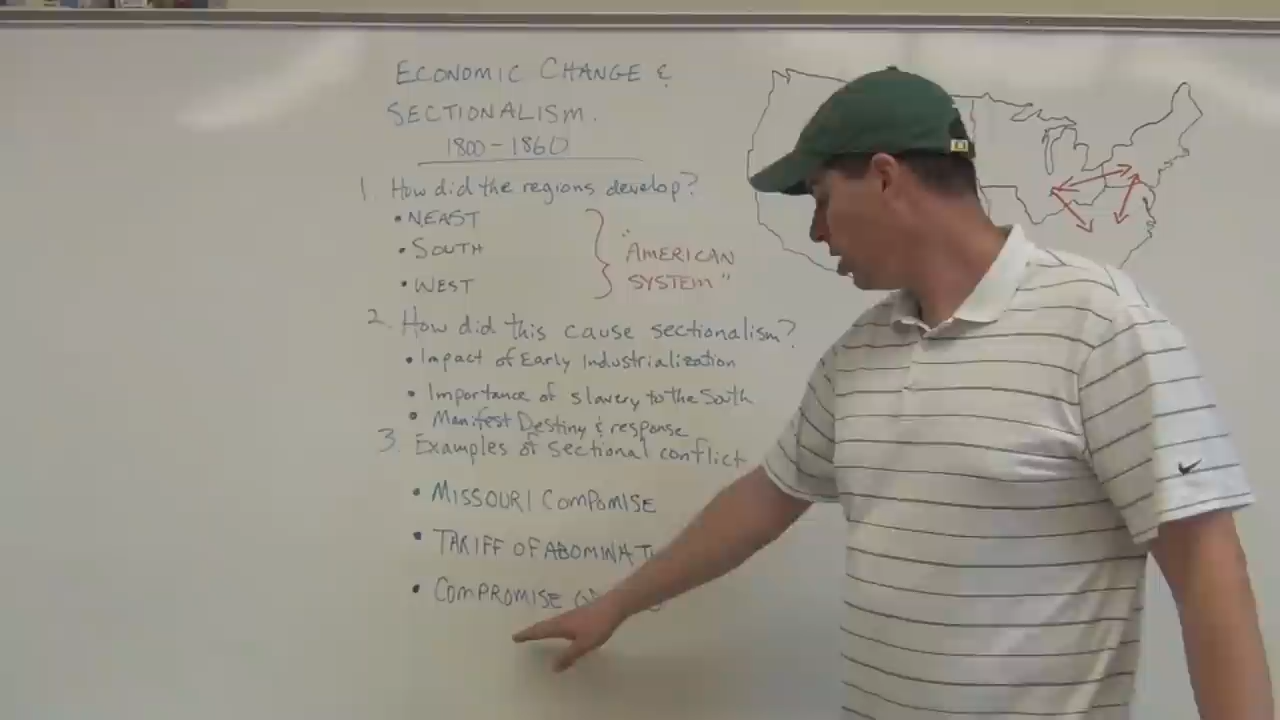 ECONOMIC CHANGE &
SECTIONALISM.
1800-1860
1. How did the regions develop?
• NEAST
• SOUTH
• WEST
"AMERICAN
SYSTEM"
2. How did this cause sectionalism?
• Impact of Early Industrialization
• Importance of slavery to the South
• Manifest Destiny & response
3. Examples of sectional conflict
• MISSOURI COMPOMISE
• TARIFF OF
• COMPROMISE